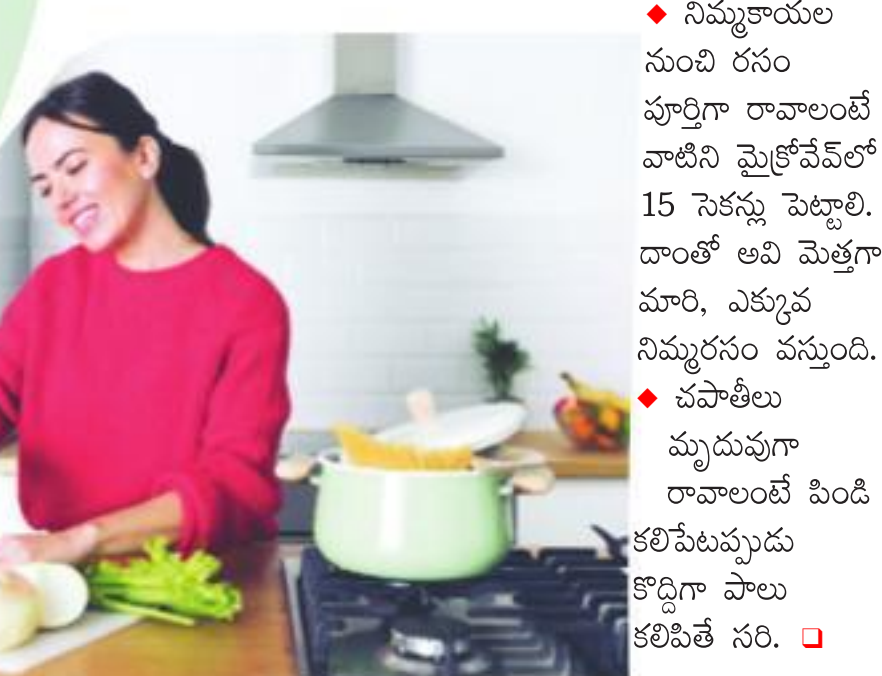 ◆ నిమ్మకాయల
నుంచి రసం
పూర్తిగా రావాలంటే
వాటిని మైక్రోవేవ్‌లో
15 సెకన్లు పెట్టాలి.
దాంతో అవి మెత్తగా
మారి, ఎక్కువ
నిమ్మరసం వస్తుంది.
◆ చపాతీలు
మృదువుగా
రావాలంటే పిండి
కలిపేటప్పుడు
కొద్దిగా పాలు
కలిపితే సరి. ❑